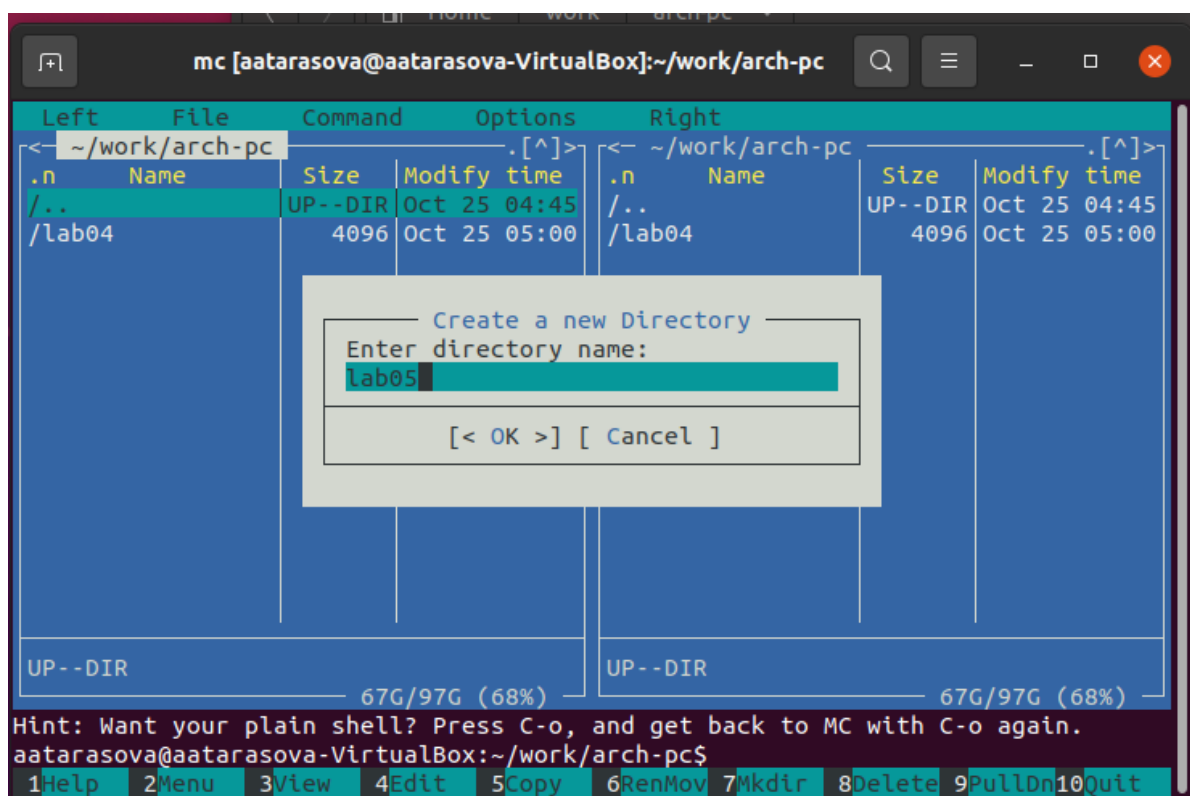 Home work arch-pc
mc [aatarasova@aatarasova-VirtualBox]:~/work/arch-pc
Left File Command Options Right
<─ ~/work/arch-pc ─.[^]>┐┌<─ ~/work/arch-pc ─.[^]>
.n Name Size Modify time .n Name Size Modify time
/.. UP--DIR Oct 25 04:45 /.. UP--DIR Oct 25 04:45
/lab04 4096 Oct 25 05:00 /lab04 4096 Oct 25 05:00
Create a new Directory
Enter directory name:
lab05
[< OK >] [ Cancel ]
UP--DIR UP--DIR
67G/97G (68%) 67G/97G (68%)
Hint: Want your plain shell? Press C-o, and get back to MC with C-o again.
aatarasova@aatarasova-VirtualBox:~/work/arch-pc$
1Help 2Menu 3View 4Edit 5Copy 6RenMov 7Mkdir 8Delete 9PullDn10Quit